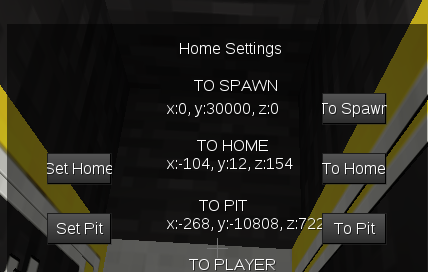 Home Settings
TO SPAWN
x:0, y:30000, z:0
To Spawn
TO HOME
Set Home
x:-104, y:12, z:154
To Home
TO PIT
Set Pit
x:-268, y:-10808, z:722
To Pit
TO PLAYER